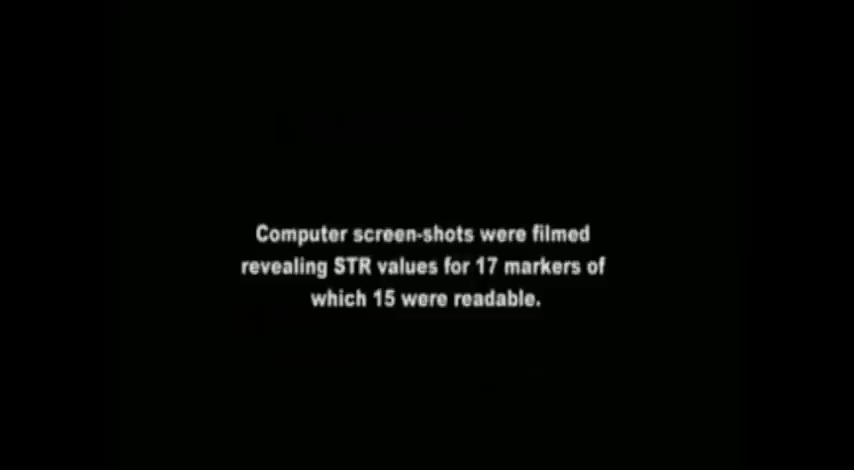 Computer screen-shots were filmed
revealing STR values for 17 markers of
which 15 were readable.